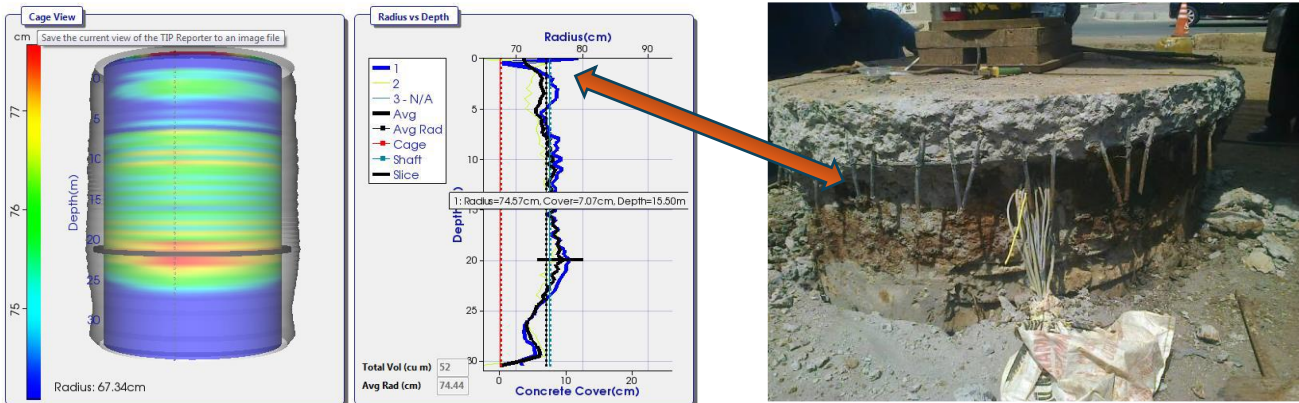 Cage View
cm
Save the current view of the TIP Reporter to an image file
77
76
75
Depth(m)
5
10
15
20
25
30
Radius: 67.34cm
Radius vs Depth
Radius(cm)
70 80 90
1
2
3 - N/A
Avg
Avg Rad
Cage
Shaft
Slice
0
5
10
15
20
30
1: Radius=74.57cm, Cover=7.07cm, Depth=15.50m
Total Vol (cu m) 52
Avg Rad (cm) 74.44
0 10 20
Concrete Cover(cm)